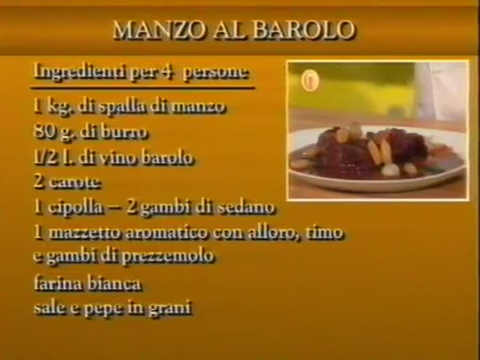 MANZO AL BAROLO
Ingredienti per 4 persone
1 kg. di spalla di manzo
80 g. di burro
1/2 l. di vino barolo
2 carote
1 cipolla – 2 gambi di sedano
1 mazzetto aromatico con alloro, timo
e gambi di prezzemolo
farina bianca
sale e pepe in grani